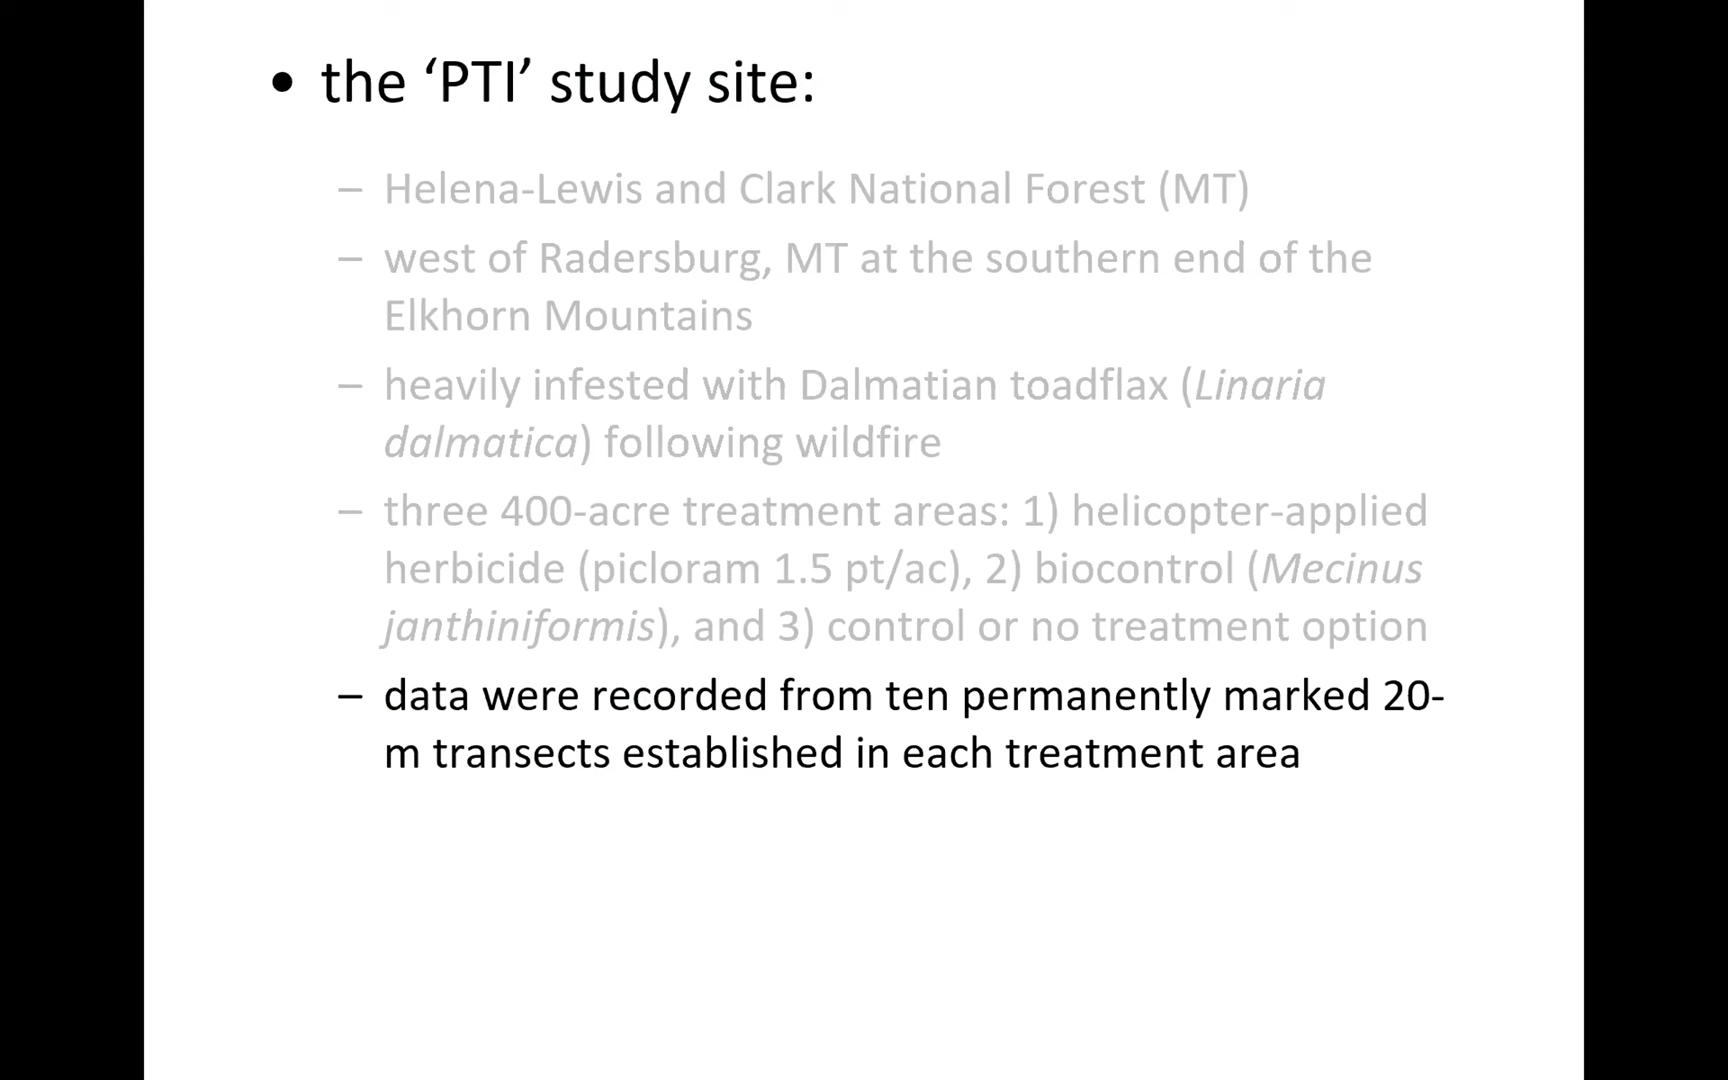 • the ‘PTI’ study site:
– Helena-Lewis and Clark National Forest (MT)
– west of Radersburg, MT at the southern end of the
Elkhorn Mountains
– heavily infested with Dalmatian toadflax (Linaria
dalmatica) following wildfire
– three 400-acre treatment areas: 1) helicopter-applied
herbicide (picloram 1.5 pt/ac), 2) biocontrol (Mecinus
janthiniformis), and 3) control or no treatment option
– data were recorded from ten permanently marked 20-
m transects established in each treatment area